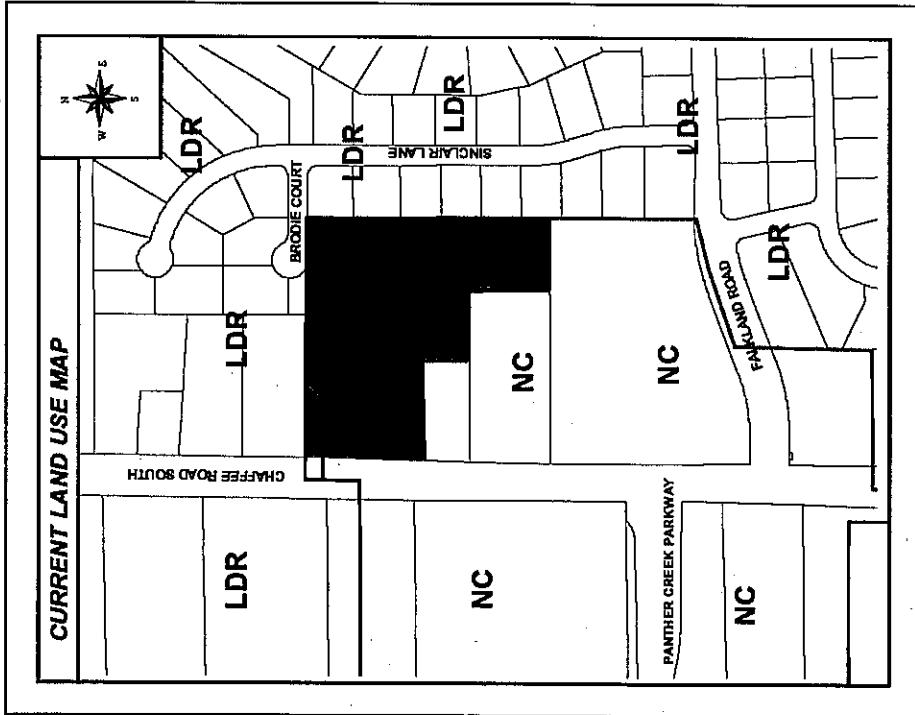 CURRENT LAND USE MAP
N
W
E
S
LDR
BRODIE COURT
LDR
LDR
SINCLAIR LANE
LDR
CHAFFEE ROAD SOUTH
LDR
NC
NC
NC
LDR
FALKLAND ROAD
LDR
PANTHER CREEK PARKWAY
NC